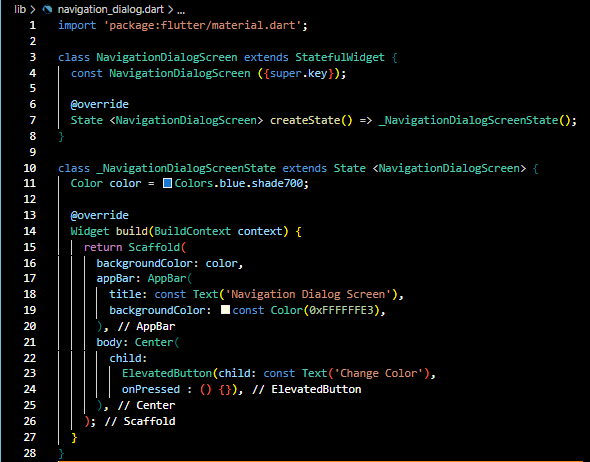 lib > navigation_dialog.dart > ...
1 import 'package:flutter/material.dart';
2
3 class NavigationDialogScreen extends StatefulWidget {
4   const NavigationDialogScreen ({super.key});
5
6   @override
7   State <NavigationDialogScreen> createState() => _NavigationDialogScreenState();
8 }
9
10 class _NavigationDialogScreenState extends State <NavigationDialogScreen> {
11   Color color = Colors.blue.shade700;
12
13   @override
14   Widget build(BuildContext context) {
15     return Scaffold(
16       backgroundColor: color,
17       appBar: AppBar(
18         title: const Text('Navigation Dialog Screen'),
19         backgroundColor: const Color(0xFFFFFFE3),
20       ), // AppBar
21       body: Center(
22         child:
23           ElevatedButton(child: const Text('Change Color'),
24           onPressed : () {}), // ElevatedButton
25       ), // Center
26     ); // Scaffold
27   }
28 }